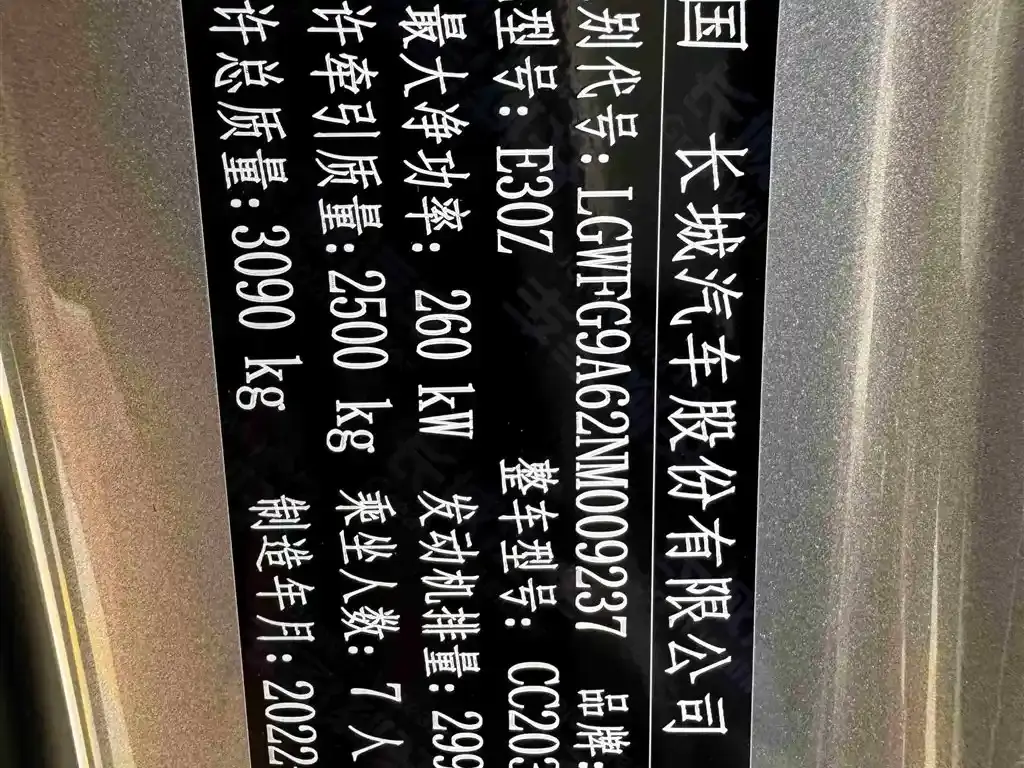 国 长城汽车股份有限公司
别代号: LGWFG9A62NM009237 品牌:
型号: E30Z 整车型号: CC203
最大净功率: 260 kW 发动机排量: 299
许牵引质量: 2500 kg 乘坐人数: 7 人
许总质量: 3090 kg 制造车月: 2022